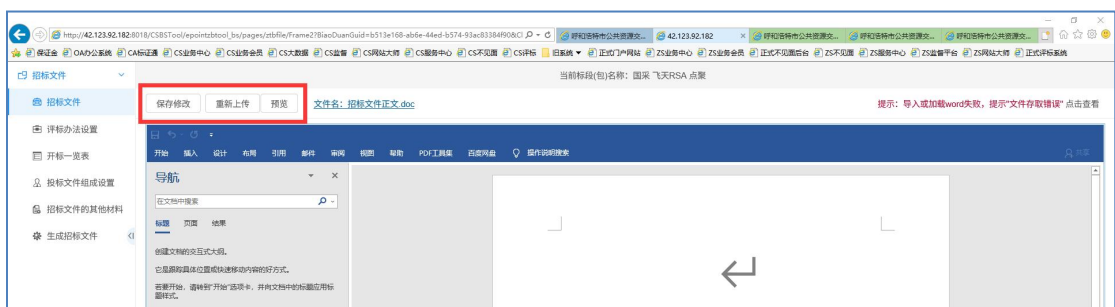 http://42.123.92.182:8018/CSBSTool/epointzbtool_bs/pages/ztbfile/Frame2?BiaoDuanGuid=b513e168-ab6e-44ed-b574-93ac83384f90&Cl 呼和浩特市公共资源交... 42.123.92.182 × 呼和浩特市公共资源交... 呼和浩特市公共资源交... 呼和浩特市公共资源交...
保证金 OA办公系统 CA标证通 CS业务中心 CS业务会员 CS大数据 CS监督 CS网站大师 CS服务中心 CS不见面 CS评标 旧系统 正式门户网站 ZS业务中心 ZS业务会员 正式不见面后台 ZS不见面 ZS服务中心 ZS监督平台 ZS网站大师 正式评标系统
招标文件 当前标段(包)名称：国采 飞天RSA 点聚
招标文件 保存修改 重新上传 预览 文件名：招标文件正文.doc 提示：导入或加载word失败，提示"文件存取错误" 点击查看
评标办法设置
开标一览表 开始 插入 设计 布局 引用 邮件 审阅 视图 帮助 PDF工具集 百度网盘 操作说明搜索 共享
投标文件组成设置 导航
招标文件的其他材料 在文档中搜索
生成招标文件 标题 页面 结果
创建文档的交互式大纲。
它是跟踪具体位置或快速移动内容的好方式。
若要开始，请转到"开始"选项卡，并向文档中的标题应用标
题样式。